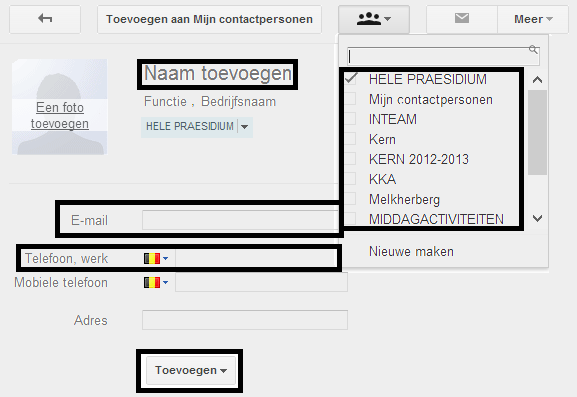 Toevoegen aan Mijn contactpersonen
Meer
Een foto
toevoegen
Naam toevoegen
Functie , Bedrijfsnaam
HELE PRAESIDIUM
HELE PRAESIDIUM
Mijn contactpersonen
INTEAM
Kern
KERN 2012-2013
KKA
Melkherberg
MIDDAGACTIVITEITEN
Nieuwe maken
E-mail
Telefoon, werk
Mobiele telefoon
Adres
Toevoegen